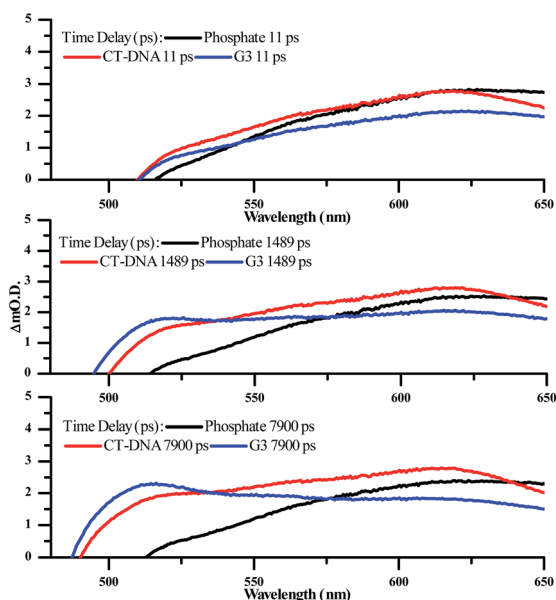 5
Time Delay (ps): Phosphate 11 ps
4
CT-DNA 11 ps G3 11 ps
3
2
1
0
500 550 600 650
Wavelength (nm)
5
Time Delay (ps): Phosphate 1489 ps
4
CT-DNA 1489 ps G3 1489 ps
3
ΔmO.D.
2
1
0
500 550 600 650
Wavelength (nm)
5
Time Delay (ps): Phosphate 7900 ps
4
CT-DNA 7900 ps G3 7900 ps
3
2
1
0
500 550 600 650
Wavelength (nm)